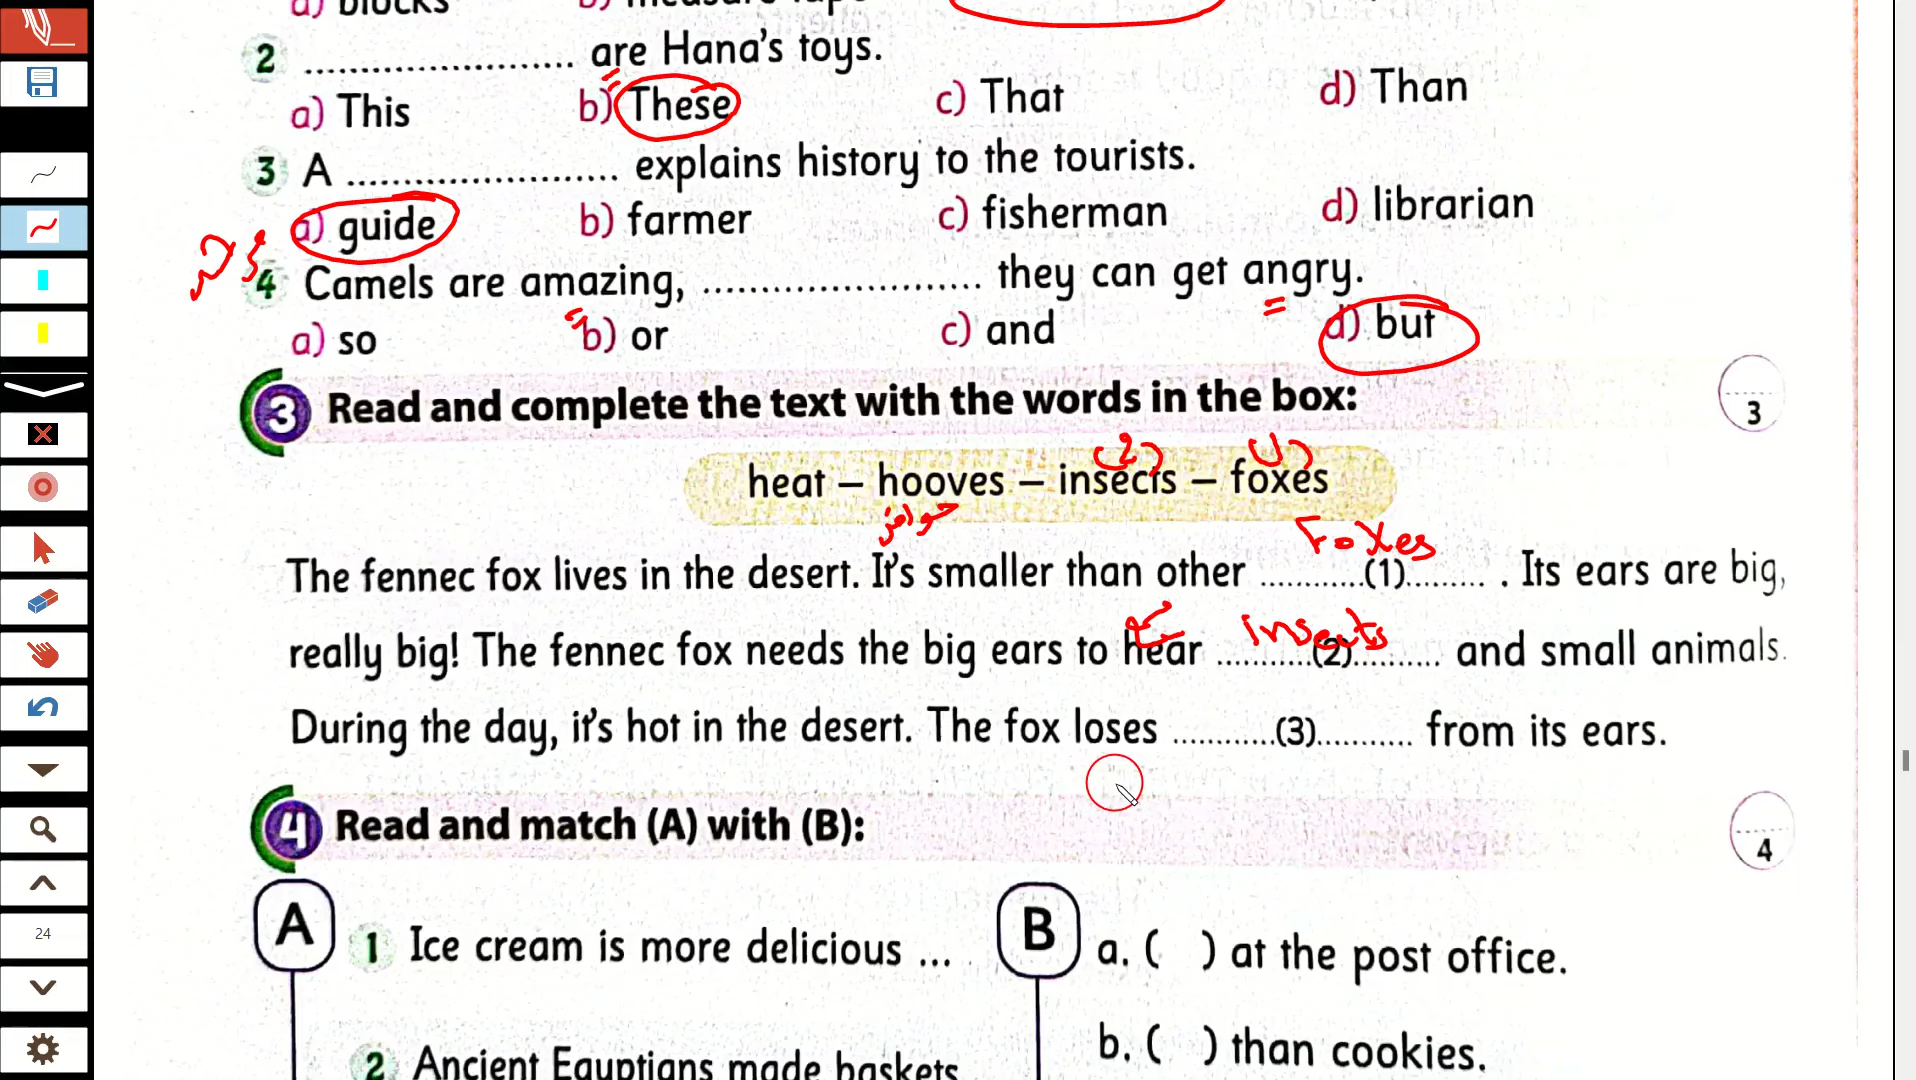 2 ........................ are Hana's toys.
a) This b) These c) That d) Than
3 A ........................ explains history to the tourists.
a) guide b) farmer c) fisherman d) librarian
4 Camels are amazing, ........................ they can get angry.
a) so b) or c) and d) but
3 Read and complete the text with the words in the box:
3
(2) (1)
heat – hooves – insects – foxes
حوافر
Foxes
The fennec fox lives in the desert. It's smaller than other ............(1)......... . Its ears are big,
insects
really big! The fennec fox needs the big ears to hear ...........(2)........... and small animals.
During the day, it's hot in the desert. The fox loses ............(3)........... from its ears.
4 Read and match (A) with (B):
4
A B
1 Ice cream is more delicious ... a. ( ) at the post office.
b. ( ) than cookies.
2 Ancient Egyptians made baskets
24